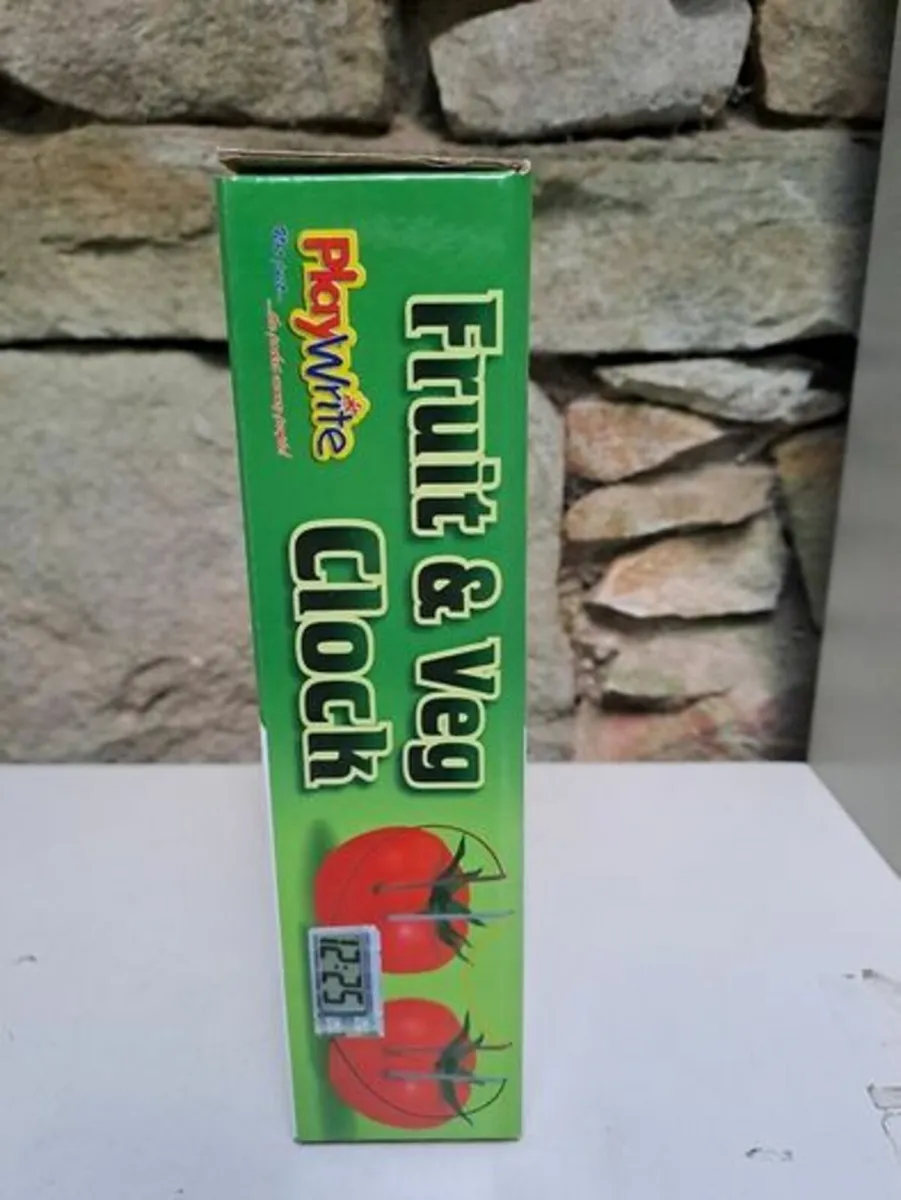 Fruit & Veg
Clock
PlayWrite
12:25